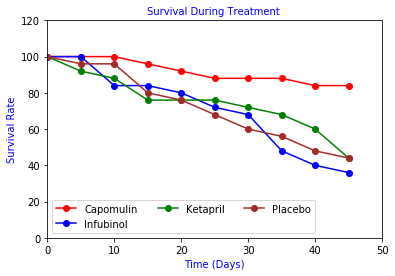 Survival During Treatment
120
100
80
60
40
20
0
Survival Rate
Capomulin Ketapril Placebo
Infubinol
0 10 20 30 40 50
Time (Days)